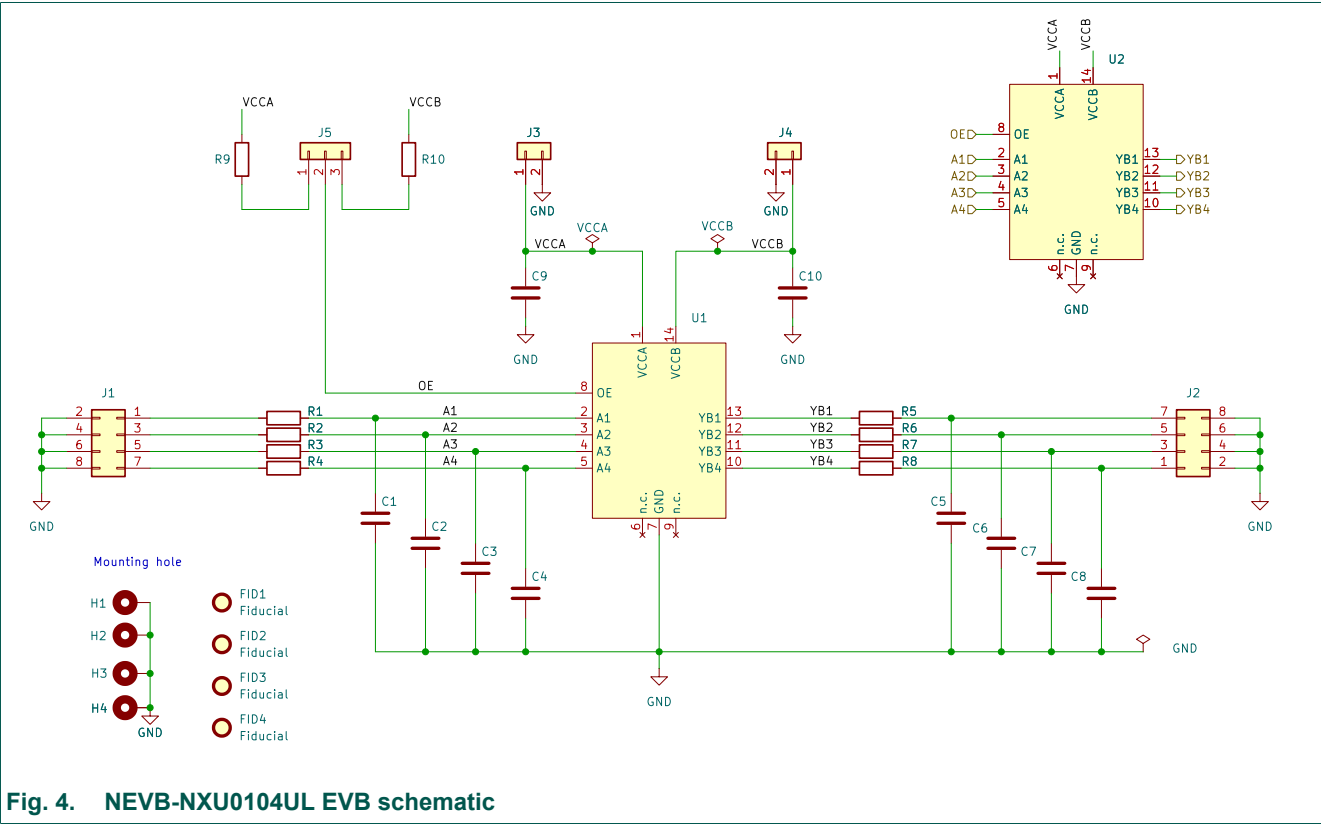 VCCA
VCCB
U2
1
14
VCCA
VCCB
OE 8 OE
A1 2 A1 YB1 13 YB1
A2 3 A2 YB2 12 YB2
A3 4 A3 YB3 11 YB3
A4 5 A4 YB4 10 YB4
n.c.
GND
n.c.
6
7
9
GND
VCCA
VCCB
J5
J3
J4
R9
R10
1
2
3
1
2
2
1
GND
GND
VCCA
VCCB
VCCA
VCCB
C9
C10
GND
GND
U1
1
14
VCCA
VCCB
OE 8 OE
J1
J2
2 1 R1 A1 2 A1 YB1 13 YB1 R5 7 8
4 3 R2 A2 3 A2 YB2 12 YB2 R6 5 6
6 5 R3 A3 4 A3 YB3 11 YB3 R7 3 4
8 7 R4 A4 5 A4 YB4 10 YB4 R8 1 2
n.c.
GND
n.c.
6
7
9
GND
GND
C1
C2
C3
C4
C5
C6
C7
C8
Mounting hole
H1
H2
H3
H4
GND
FID1
Fiducial
FID2
Fiducial
FID3
Fiducial
FID4
Fiducial
GND
GND
Fig. 4. NEVB-NXU0104UL EVB schematic